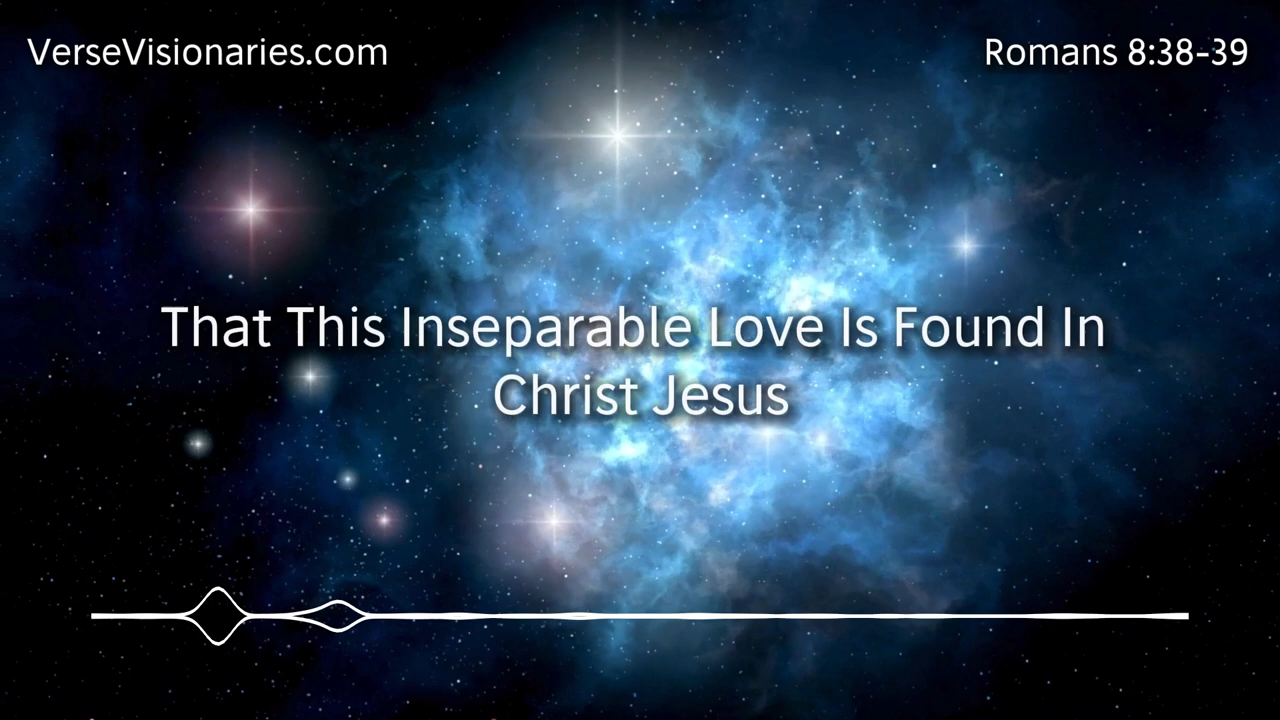 VerseVisionaries.com
Romans 8:38-39
That This Inseparable Love Is Found In
Christ Jesus